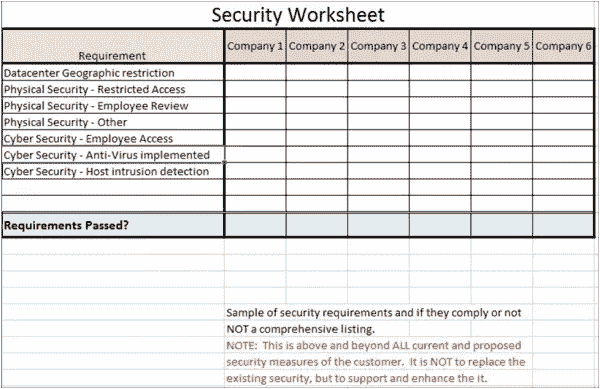 Security Worksheet
Requirement Company 1 Company 2 Company 3 Company 4 Company 5 Company 6
Datacenter Geographic restriction
Physical Security - Restricted Access
Physical Security - Employee Review
Physical Security - Other
Cyber Security - Employee Access
Cyber Security - Anti-Virus implemented
Cyber Security - Host intrusion detection
Requirements Passed?
Sample of security requirements and if they comply or not
NOT a comprehensive listing.
NOTE: This is above and beyond ALL current and proposed
security measures of the customer. It is NOT to replace the
existing security, but to support and enhance the it.